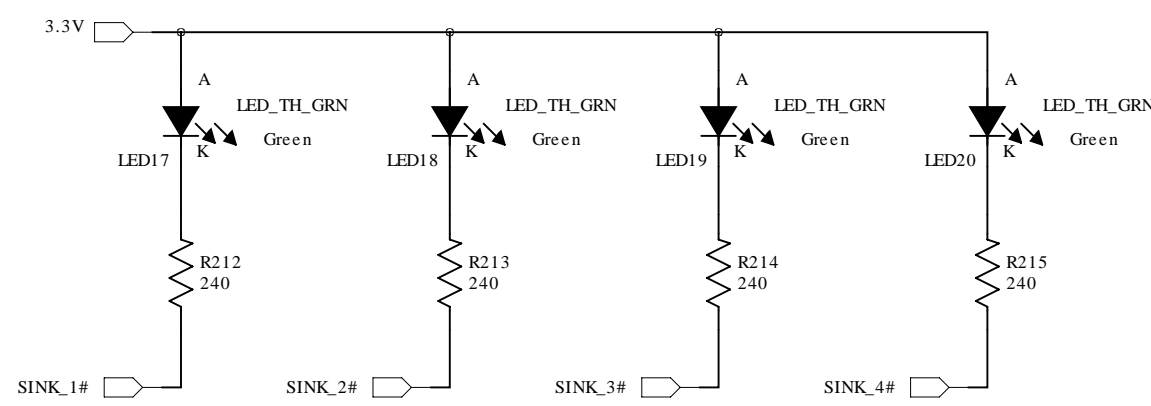 3.3V
A A A A
LED_TH_GRN LED_TH_GRN LED_TH_GRN LED_TH_GRN
Green Green Green Green
K K K K
LED17 LED18 LED19 LED20
R212 R213 R214 R215
240 240 240 240
SINK_1# SINK_2# SINK_3# SINK_4#